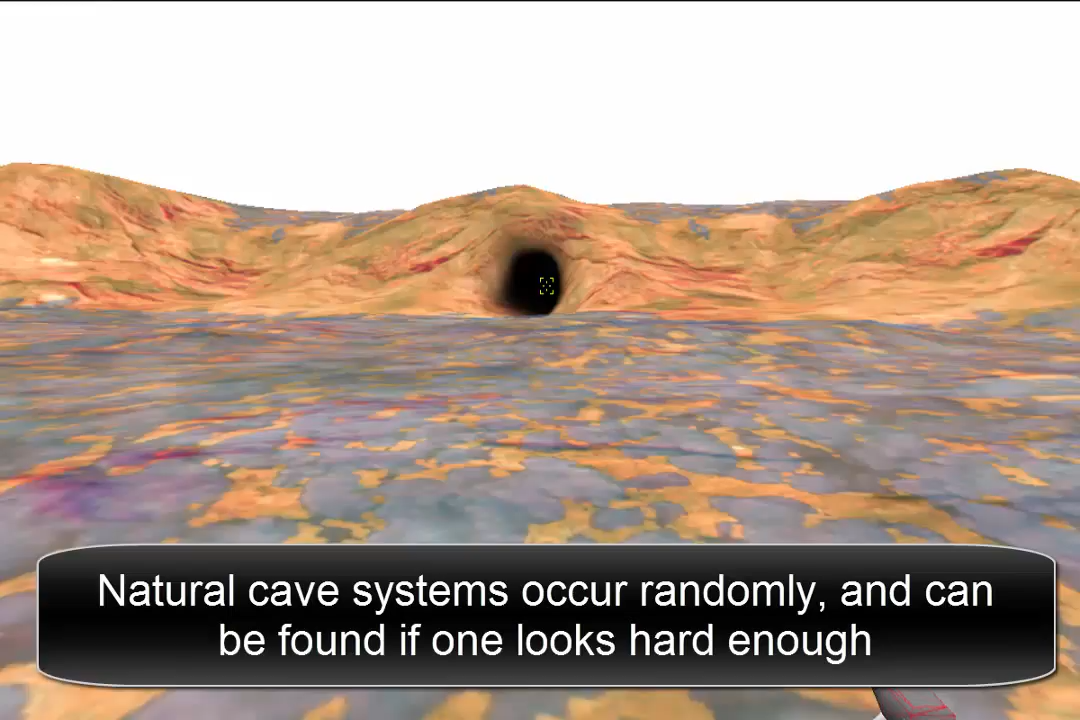 Natural cave systems occur randomly, and can
be found if one looks hard enough